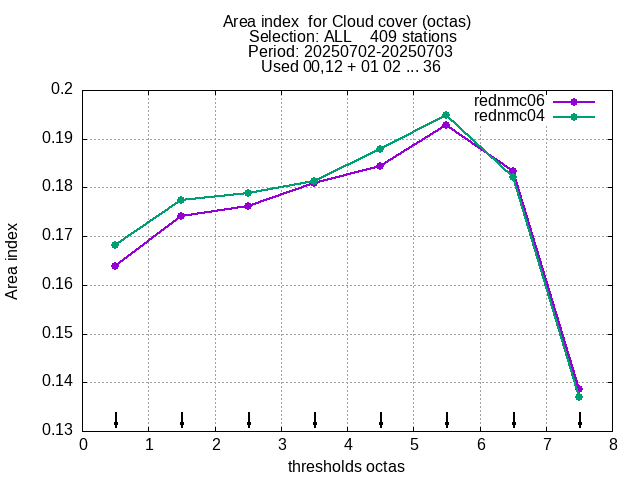 Area index  for Cloud cover (octas)
Selection: ALL    409 stations
Period: 20250702-20250703
Used 00,12 + 01 02 ... 36
rednmc06
rednmc04
0.2
0.19
0.18
0.17
0.16
0.15
0.14
0.13
Area index
0 1 2 3 4 5 6 7 8
thresholds octas